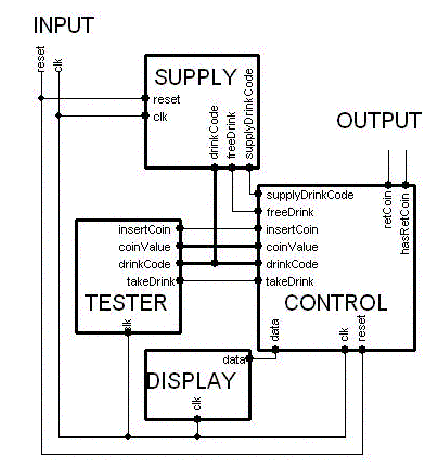 INPUT
reset
clk
SUPPLY
reset
clk
drinkCode
freeDrink
supplyDrinkCode
OUTPUT
retCoin
hasRetCoin
supplyDrinkCode
freeDrink
insertCoin
coinValue
drinkCode
takeDrink
CONTROL
data
clk
reset
insertCoin
coinValue
drinkCode
takeDrink
TESTER
clk
data
DISPLAY
clk